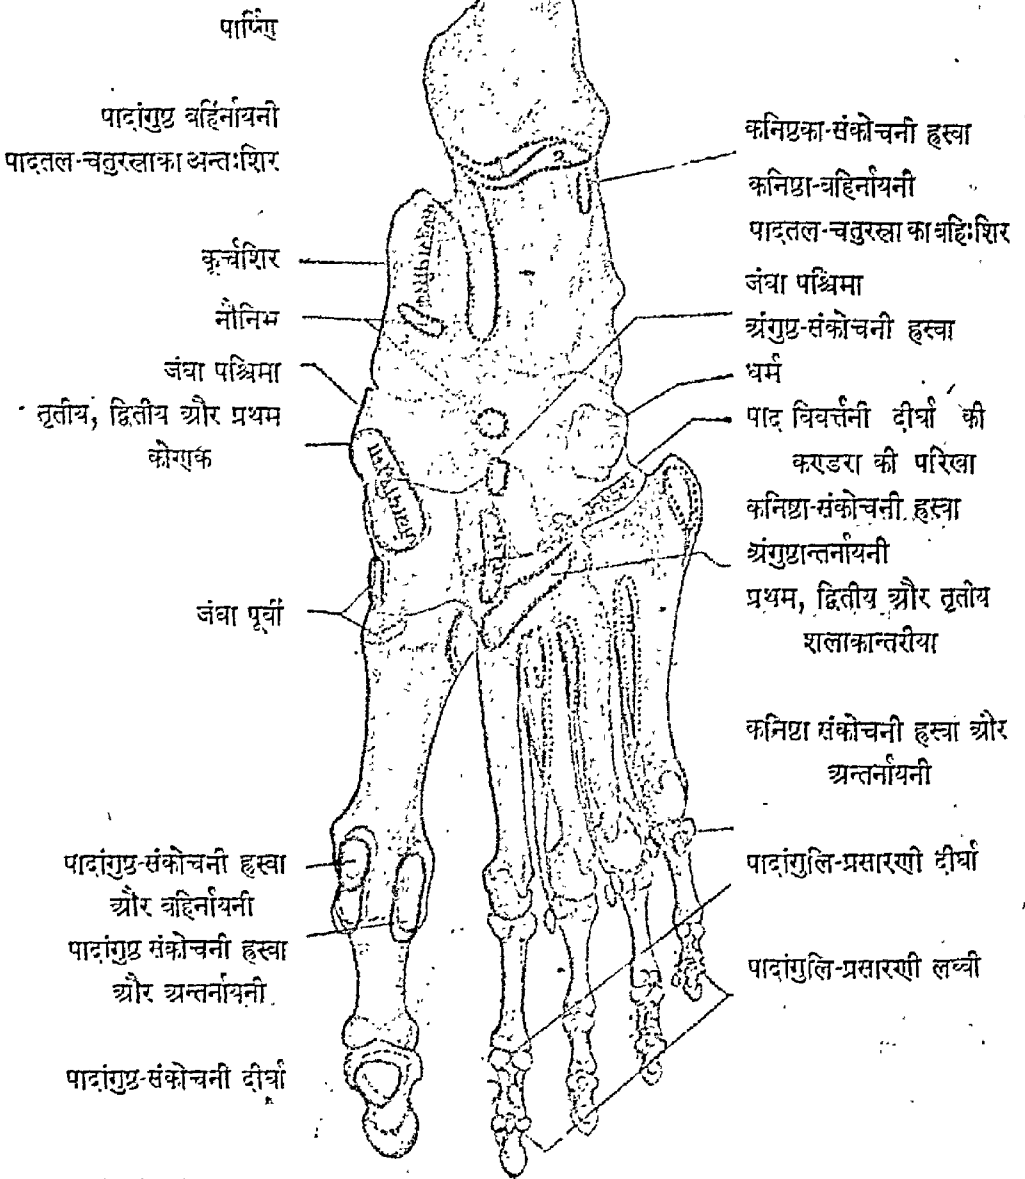 पार्ष्णि
पादांगुष्ठ बहिर्नायनी
पादतल-चतुरस्राका अन्तःशिर
कूर्चशिर
नौनिभ
जंघा पश्चिमा
तृतीय, द्वितीय और प्रथम
कोणक
जंघा पूर्वी
पादांगुष्ठ-संकोचनी ह्रस्वा
और बहिर्नायनी
पादांगुष्ठ संकोचनी ह्रस्वा
और अन्तर्नायनी
पादांगुष्ठ-संकोचनी दीर्घा
कनिष्ठका-संकोचनी ह्रस्वा
कनिष्ठा-बहिर्नायनी
पादतल-चतुरस्रा का बहिःशिर
जंघा पश्चिमा
अंगुष्ठ-संकोचनी ह्रस्वा
घर्म
पाद विवर्त्तनी दीर्घा की
कण्डरा की परिखा
कनिष्ठा-संकोचनी ह्रस्वा
अंगुष्ठान्तर्नायनी
प्रथम, द्वितीय और तृतीय
शलाकान्तरीया
कनिष्ठा संकोचनी ह्रस्वा और
अन्तर्नायनी
पादांगुलि-प्रसारणी दीर्घा
पादांगुलि-प्रसारणी लघ्वी